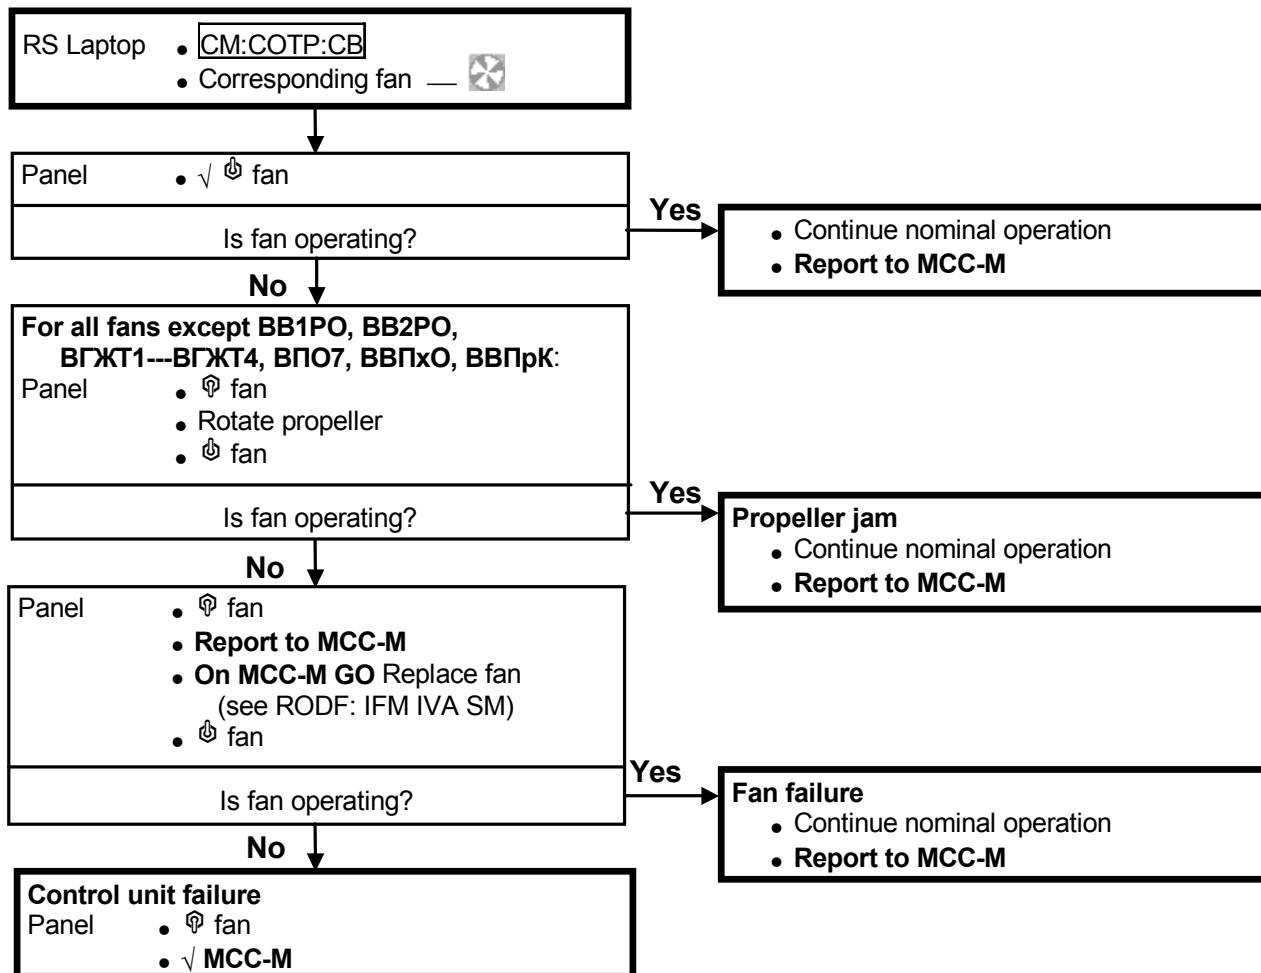 RS Laptop • CM:COTP:CB
• Corresponding fan —
Panel • √ fan
Is fan operating?
Yes
• Continue nominal operation
• Report to MCC-M
No
For all fans except ВВ1РО, ВВ2РО,
ВГЖТ1---ВГЖТ4, ВПО7, ВВПхО, ВВПрК:
Panel • fan
• Rotate propeller
• fan
Is fan operating?
Yes
Propeller jam
• Continue nominal operation
• Report to MCC-M
No
Panel • fan
• Report to MCC-M
• On MCC-M GO Replace fan
(see RODF: IFM IVA SM)
• fan
Is fan operating?
Yes
Fan failure
• Continue nominal operation
• Report to MCC-M
No
Control unit failure
Panel • fan
• √ MCC-M